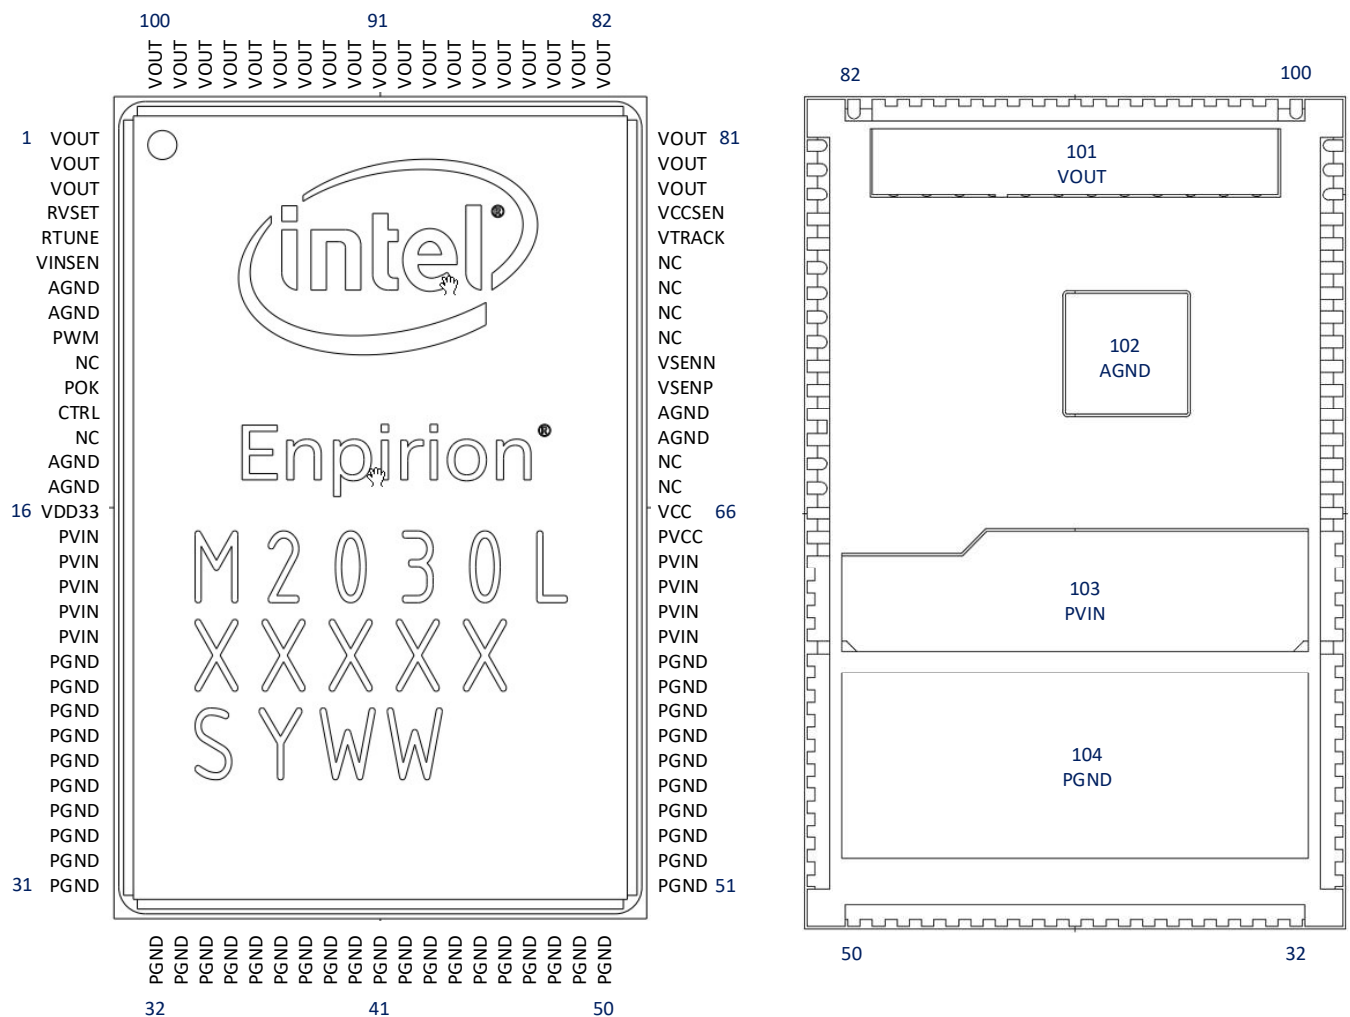 100 91 82
VOUT VOUT VOUT VOUT VOUT VOUT VOUT VOUT VOUT VOUT VOUT VOUT VOUT VOUT VOUT VOUT VOUT VOUT VOUT
1 VOUT
VOUT
VOUT
RVSET
RTUNE
VINSEN
AGND
AGND
PWM
NC
POK
CTRL
NC
AGND
AGND
16 VDD33
PVIN
PVIN
PVIN
PVIN
PVIN
PGND
PGND
PGND
PGND
PGND
PGND
PGND
PGND
PGND
31 PGND
intel®
Enpirion®
M2030L
XXXXX
SYWW
VOUT 81
VOUT
VOUT
VCCSEN
VTRACK
NC
NC
NC
NC
VSENN
VSENP
AGND
AGND
NC
NC
VCC 66
PVCC
PVIN
PVIN
PVIN
PVIN
PGND
PGND
PGND
PGND
PGND
PGND
PGND
PGND
PGND
PGND 51
PGND PGND PGND PGND PGND PGND PGND PGND PGND PGND PGND PGND PGND PGND PGND PGND PGND PGND PGND
32 41 50
82 100
101
VOUT
102
AGND
103
PVIN
104
PGND
50 32